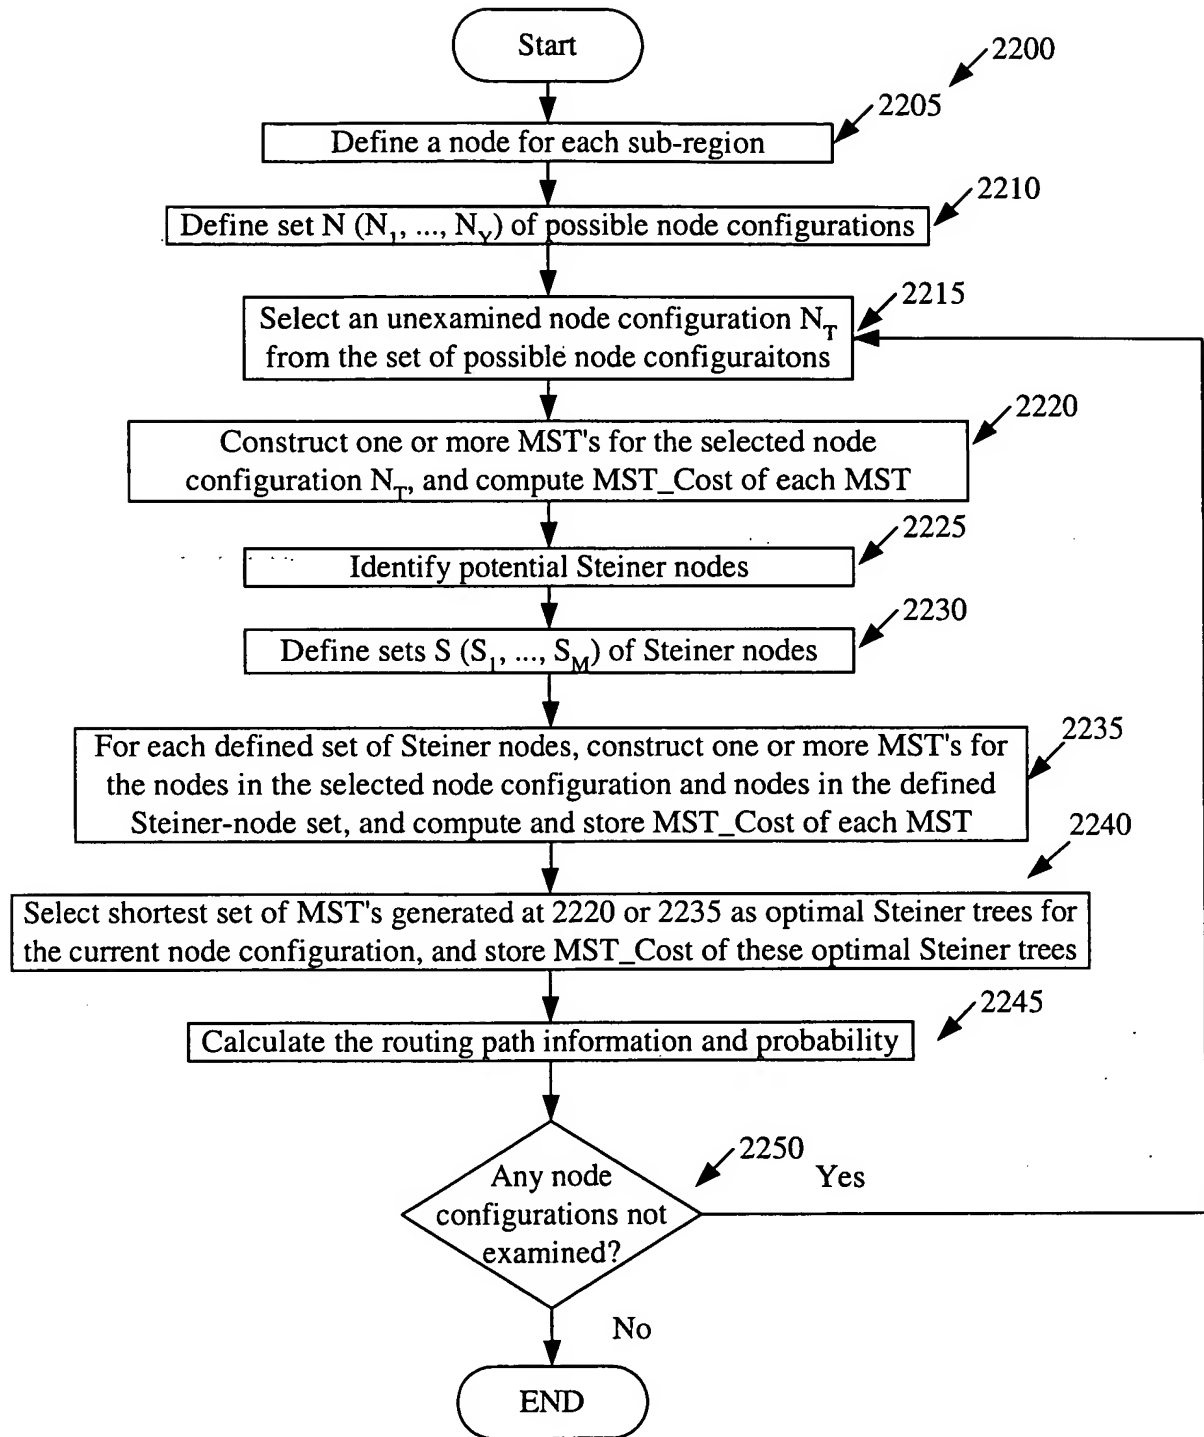 Start
2200
2205
Define a node for each sub-region
2210
Define set N (N1, ..., NY) of possible node configurations
2215
Select an unexamined node configuration NT
from the set of possible node configuraitons
2220
Construct one or more MST's for the selected node
configuration NT, and compute MST_Cost of each MST
2225
Identify potential Steiner nodes
2230
Define sets S (S1, ..., SM) of Steiner nodes
2235
For each defined set of Steiner nodes, construct one or more MST's for
the nodes in the selected node configuration and nodes in the defined
Steiner-node set, and compute and store MST_Cost of each MST
2240
Select shortest set of MST's generated at 2220 or 2235 as optimal Steiner trees for
the current node configuration, and store MST_Cost of these optimal Steiner trees
2245
Calculate the routing path information and probability
2250
Yes
Any node
configurations not
examined?
No
END